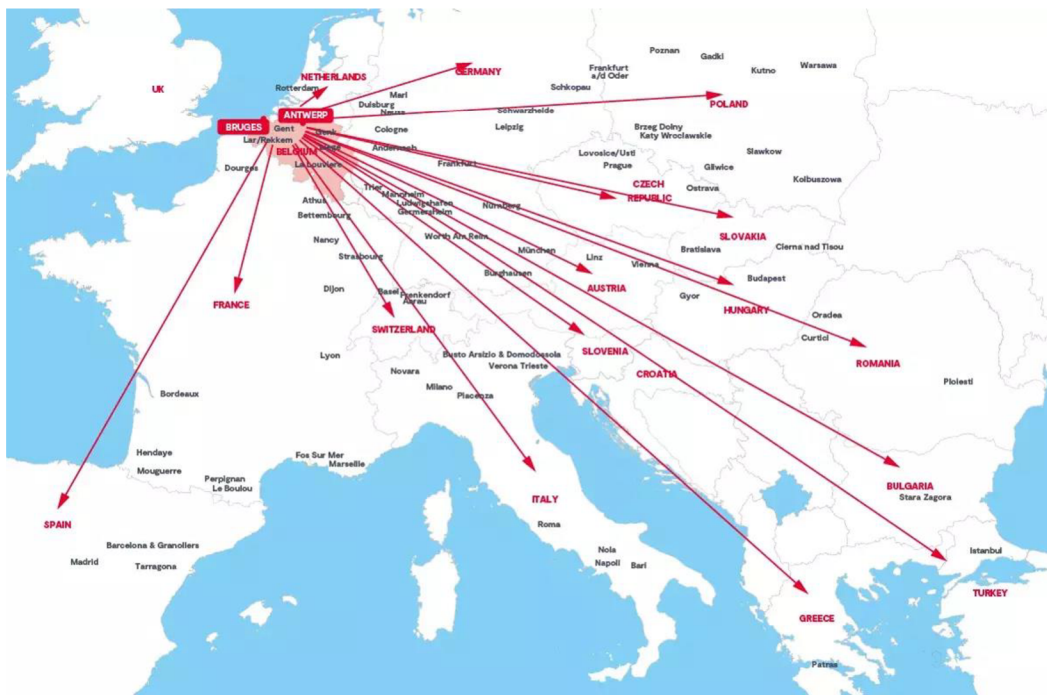 Poznan
Gadki
Kutno
Warsawa
UK
NETHERLANDS
Rotterdam
GERMANY
Frankfurt
a/d Oder
Schkopau
Marl
Duisburg
Neuss
POLAND
Schwarzheide
ANTWERP
BRUGES
Gent
Genk
Cologne
Leipzig
Brzeg Dolny
Katy Wroclawskie
Lar/Rekkem
BELGIUM
Liège
Andernach
Slawkow
Dourges
La Louviere
Frankfurt
Lovosice/Usti
Prague
Gliwice
Kolbuszowa
CZECH
REPUBLIC
Ostrava
Trier
Mannheim
Ludwigshafen
Germersheim
Nürnberg
Athus
Bettembourg
Nancy
Strasbourg
Worth Am Rein
SLOVAKIA
Cierna nad Tisou
Bratislava
München
Linz
Vienna
Burghausen
Budapest
Dijon
Basel
Frenkendorf
Aarau
AUSTRIA
Gyor
HUNGARY
FRANCE
Oradea
SWITZERLAND
Curtici
Lyon
Busto Arsizio & Domodossola
SLOVENIA
Verona Trieste
ROMANIA
Novara
CROATIA
Milano
Piacenza
Ploiesti
Bordeaux
Hendaye
Mouguerre
Fos Sur Mer
Marseille
Perpignan
Le Boulou
BULGARIA
Stara Zagora
SPAIN
ITALY
Roma
Barcelona & Granollers
Madrid
Tarragona
Nola
Napoli
Bari
Istanbul
TURKEY
GREECE
Patras